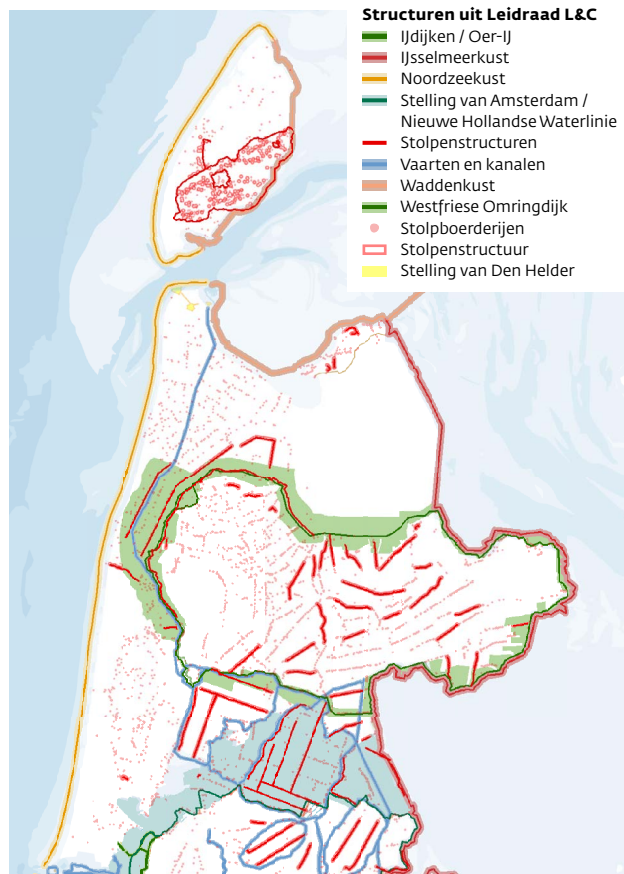 Structuren uit Leidraad L&C
IJdijken / Oer-IJ
IJsselmeerkust
Noordzeekust
Stelling van Amsterdam /
Nieuwe Hollandse Waterlinie
Stolpenstructuren
Vaarten en kanalen
Waddenkust
Westfriese Omringdijk
Stolpboerderijen
Stolpenstructuur
Stelling van Den Helder